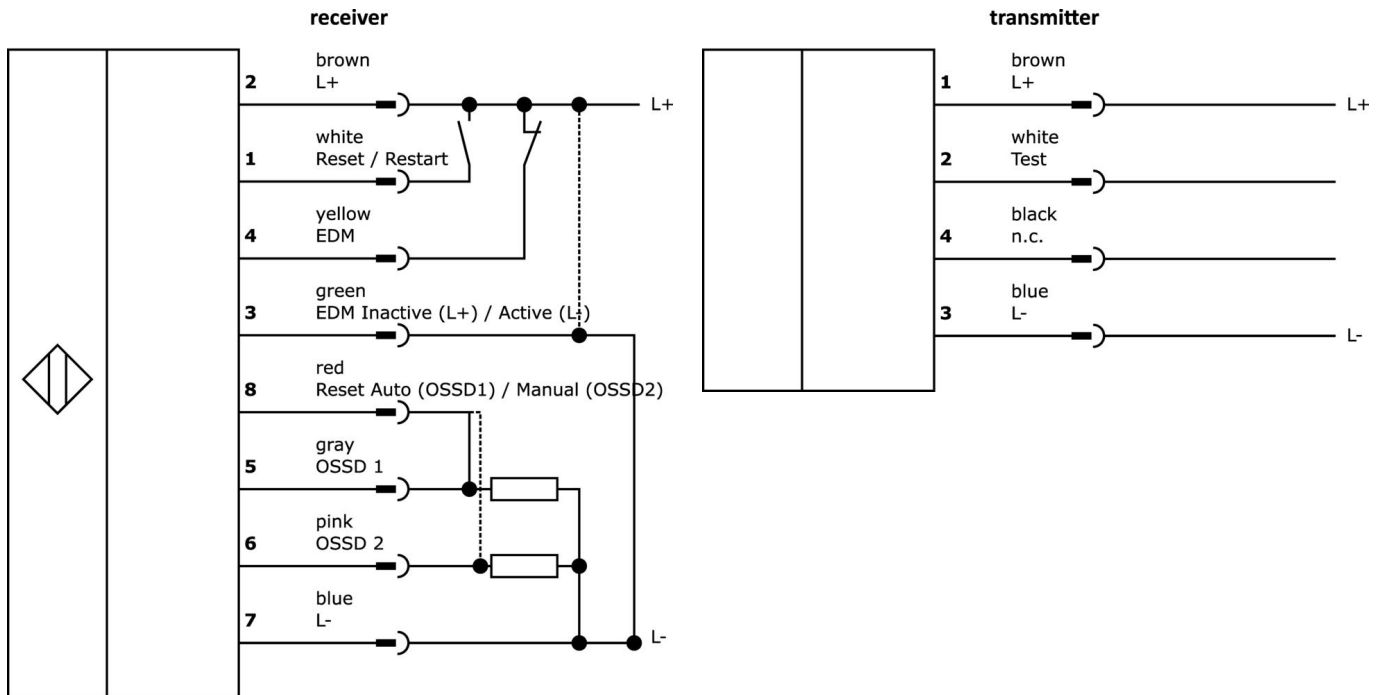 receiver
2
brown
L+
L+
1
white
Reset / Restart
4
yellow
EDM
3
green
EDM Inactive (L+) / Active (L-)
8
red
Reset Auto (OSSD1) / Manual (OSSD2)
5
gray
OSSD 1
6
pink
OSSD 2
7
blue
L-
L-
transmitter
1
brown
L+
L+
2
white
Test
4
black
n.c.
3
blue
L-
L-